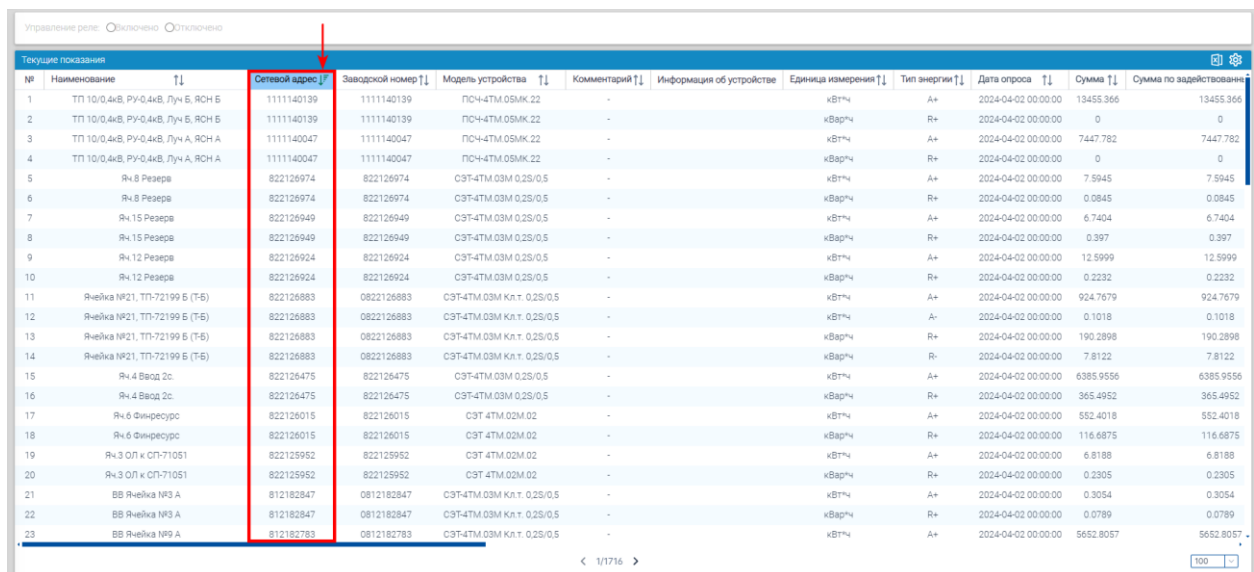 Управление реле: Включено Отключено
Текущие показания
№ Наименование Сетевой адрес Заводской номер Модель устройства Комментарий Информация об устройстве Единица измерения Тип энергии Дата опроса Сумма Сумма по задействованны
1 ТП 10/0,4кВ, РУ-0,4кВ, Луч Б, ЯСН Б 1111140139 1111140139 ПСЧ-4ТМ.05МК.22 - кВт*ч A+ 2024-04-02 00:00:00 13455.366 13455.366
2 ТП 10/0,4кВ, РУ-0,4кВ, Луч Б, ЯСН Б 1111140139 1111140139 ПСЧ-4ТМ.05МК.22 - кВар*ч R+ 2024-04-02 00:00:00 0 0
3 ТП 10/0,4кВ, РУ-0,4кВ, Луч А, ЯСН А 1111140047 1111140047 ПСЧ-4ТМ.05МК.22 - кВт*ч A+ 2024-04-02 00:00:00 7447.782 7447.782
4 ТП 10/0,4кВ, РУ-0,4кВ, Луч А, ЯСН А 1111140047 1111140047 ПСЧ-4ТМ.05МК.22 - кВар*ч R+ 2024-04-02 00:00:00 0 0
5 Яч.8 Резерв 822126974 822126974 СЭТ-4ТМ.03М 0,2S/0,5 - кВт*ч A+ 2024-04-02 00:00:00 7.5945 7.5945
6 Яч.8 Резерв 822126974 822126974 СЭТ-4ТМ.03М 0,2S/0,5 - кВар*ч R+ 2024-04-02 00:00:00 0.0845 0.0845
7 Яч.15 Резерв 822126949 822126949 СЭТ-4ТМ.03М 0,2S/0,5 - кВт*ч A+ 2024-04-02 00:00:00 6.7404 6.7404
8 Яч.15 Резерв 822126949 822126949 СЭТ-4ТМ.03М 0,2S/0,5 - кВар*ч R+ 2024-04-02 00:00:00 0.397 0.397
9 Яч.12 Резерв 822126924 822126924 СЭТ-4ТМ.03М 0,2S/0,5 - кВт*ч A+ 2024-04-02 00:00:00 12.5999 12.5999
10 Яч.12 Резерв 822126924 822126924 СЭТ-4ТМ.03М 0,2S/0,5 - кВар*ч R+ 2024-04-02 00:00:00 0.2232 0.2232
11 Ячейка №21, ТП-72199 Б (Т-Б) 822126883 0822126883 СЭТ-4ТМ.03М Кл.т. 0,2S/0,5 - кВт*ч A+ 2024-04-02 00:00:00 924.7679 924.7679
12 Ячейка №21, ТП-72199 Б (Т-Б) 822126883 0822126883 СЭТ-4ТМ.03М Кл.т. 0,2S/0,5 - кВт*ч A- 2024-04-02 00:00:00 0.1018 0.1018
13 Ячейка №21, ТП-72199 Б (Т-Б) 822126883 0822126883 СЭТ-4ТМ.03М Кл.т. 0,2S/0,5 - кВар*ч R+ 2024-04-02 00:00:00 190.2898 190.2898
14 Ячейка №21, ТП-72199 Б (Т-Б) 822126883 0822126883 СЭТ-4ТМ.03М Кл.т. 0,2S/0,5 - кВар*ч R- 2024-04-02 00:00:00 7.8122 7.8122
15 Яч.4 Ввод 2с. 822126475 822126475 СЭТ-4ТМ.03М 0,2S/0,5 - кВт*ч A+ 2024-04-02 00:00:00 6385.9556 6385.9556
16 Яч.4 Ввод 2с. 822126475 822126475 СЭТ-4ТМ.03М 0,2S/0,5 - кВар*ч R+ 2024-04-02 00:00:00 365.4952 365.4952
17 Яч.6 Финресурс 822126015 822126015 СЭТ 4ТМ.02М.02 - кВт*ч A+ 2024-04-02 00:00:00 552.4018 552.4018
18 Яч.6 Финресурс 822126015 822126015 СЭТ 4ТМ.02М.02 - кВар*ч R+ 2024-04-02 00:00:00 116.6875 116.6875
19 Яч.3 ОЛ к СП-71051 822125952 822125952 СЭТ 4ТМ.02М.02 - кВт*ч A+ 2024-04-02 00:00:00 6.8188 6.8188
20 Яч.3 ОЛ к СП-71051 822125952 822125952 СЭТ 4ТМ.02М.02 - кВар*ч R+ 2024-04-02 00:00:00 0.2305 0.2305
21 ВВ Ячейка №3 А 812182847 0812182847 СЭТ-4ТМ.03М Кл.т. 0,2S/0,5 - кВт*ч A+ 2024-04-02 00:00:00 0.3054 0.3054
22 ВВ Ячейка №3 А 812182847 0812182847 СЭТ-4ТМ.03М Кл.т. 0,2S/0,5 - кВар*ч R+ 2024-04-02 00:00:00 0.0789 0.0789
23 ВВ Ячейка №9 А 812182783 0812182783 СЭТ-4ТМ.03М Кл.т. 0,2S/0,5 - кВт*ч A+ 2024-04-02 00:00:00 5652.8057 5652.8057
1/1716 100